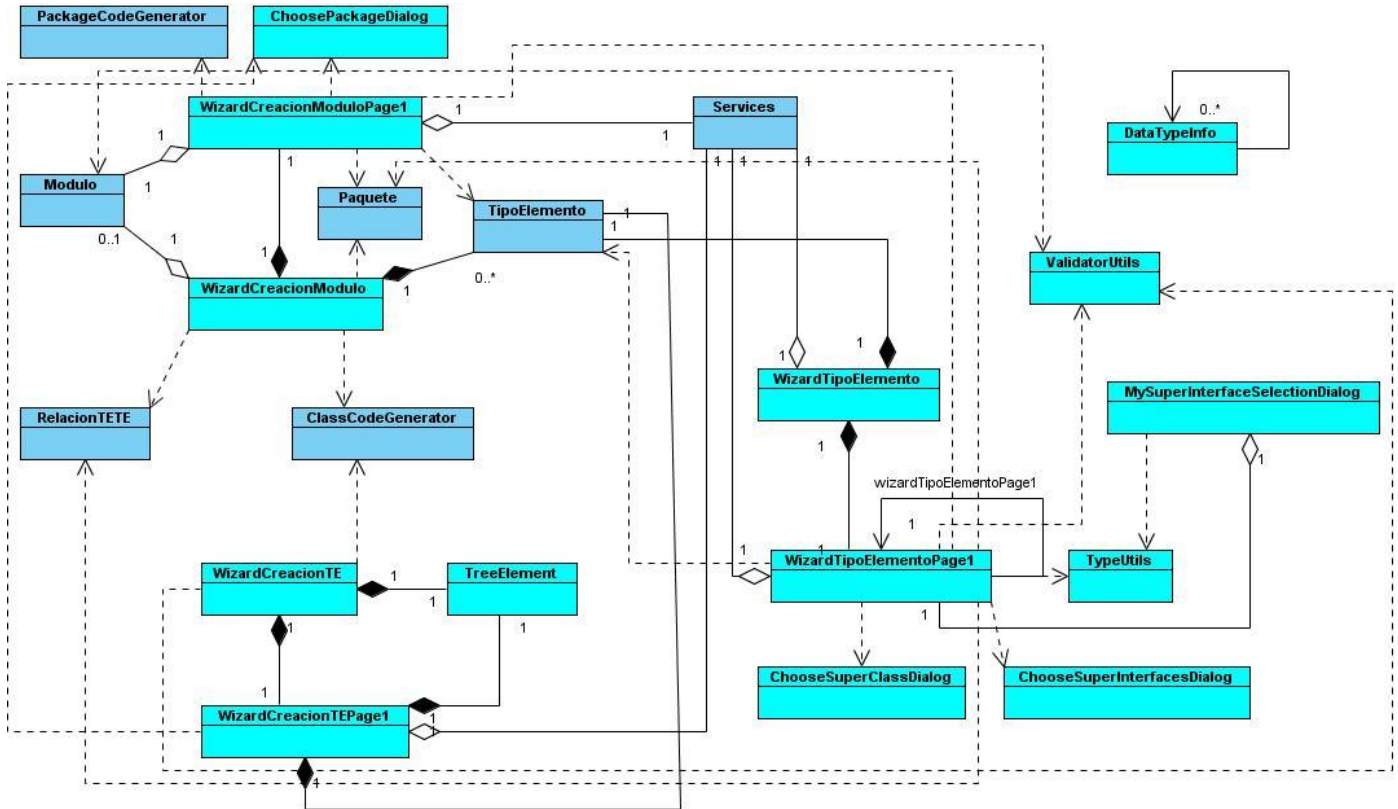 PackageCodeGenerator
ChoosePackageDialog
WizardCreacionModuloPage1
1
1
Services
0..*
DataTypeInfo
1
1
1
1
1
1
Modulo
1
Paquete
TipoElemento
1
1
0..1
1
1
0..*
1
ValidatorUtils
WizardCreacionModulo
1
1
WizardTipoElemento
MySuperInterfaceSelectionDialog
RelacionTETE
ClassCodeGenerator
1
1
wizardTipoElementoPage1
1
1
1
WizardTipoElementoPage1
TypeUtils
WizardCreacionTE
1
TreeElement
1
1
1
1
1
ChooseSuperClassDialog
ChooseSuperInterfacesDialog
1
WizardCreacionTEPage1
1
1